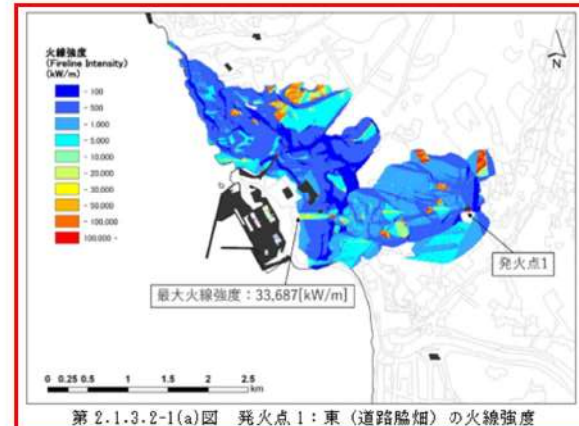 火線強度
(Fireline Intensity)
kW/m)
- 100
- 500
- 1,000
- 5,000
- 10,000
- 20,000
- 30,000
- 50,000
- 100,000
100,000 -
N
発火点1
最大火線強度：33,687[kW/m]
0 0.25 0.5 1 1.5 2 2.5
km
第 2.1.3.2-1(a)図 発火点 1：東（道路脇畑）の火線強度